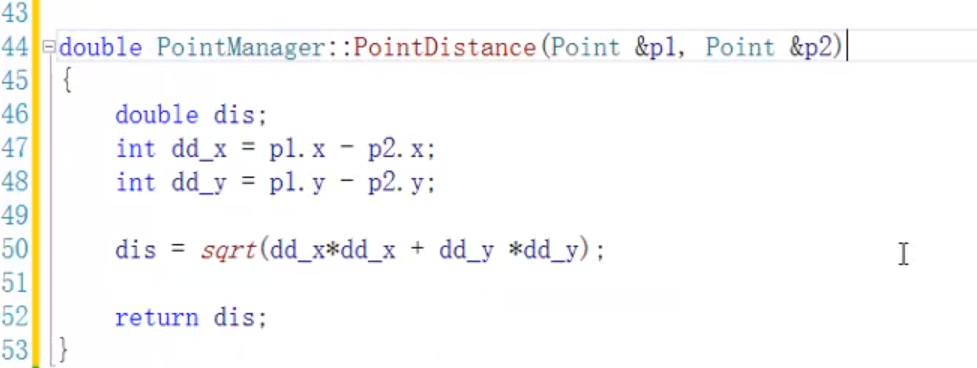 43
44 double PointManager::PointDistance(Point &p1, Point &p2)
45 {
46 double dis;
47 int dd_x = p1.x - p2.x;
48 int dd_y = p1.y - p2.y;
49
50 dis = sqrt(dd_x*dd_x + dd_y *dd_y);
51
52 return dis;
53 }